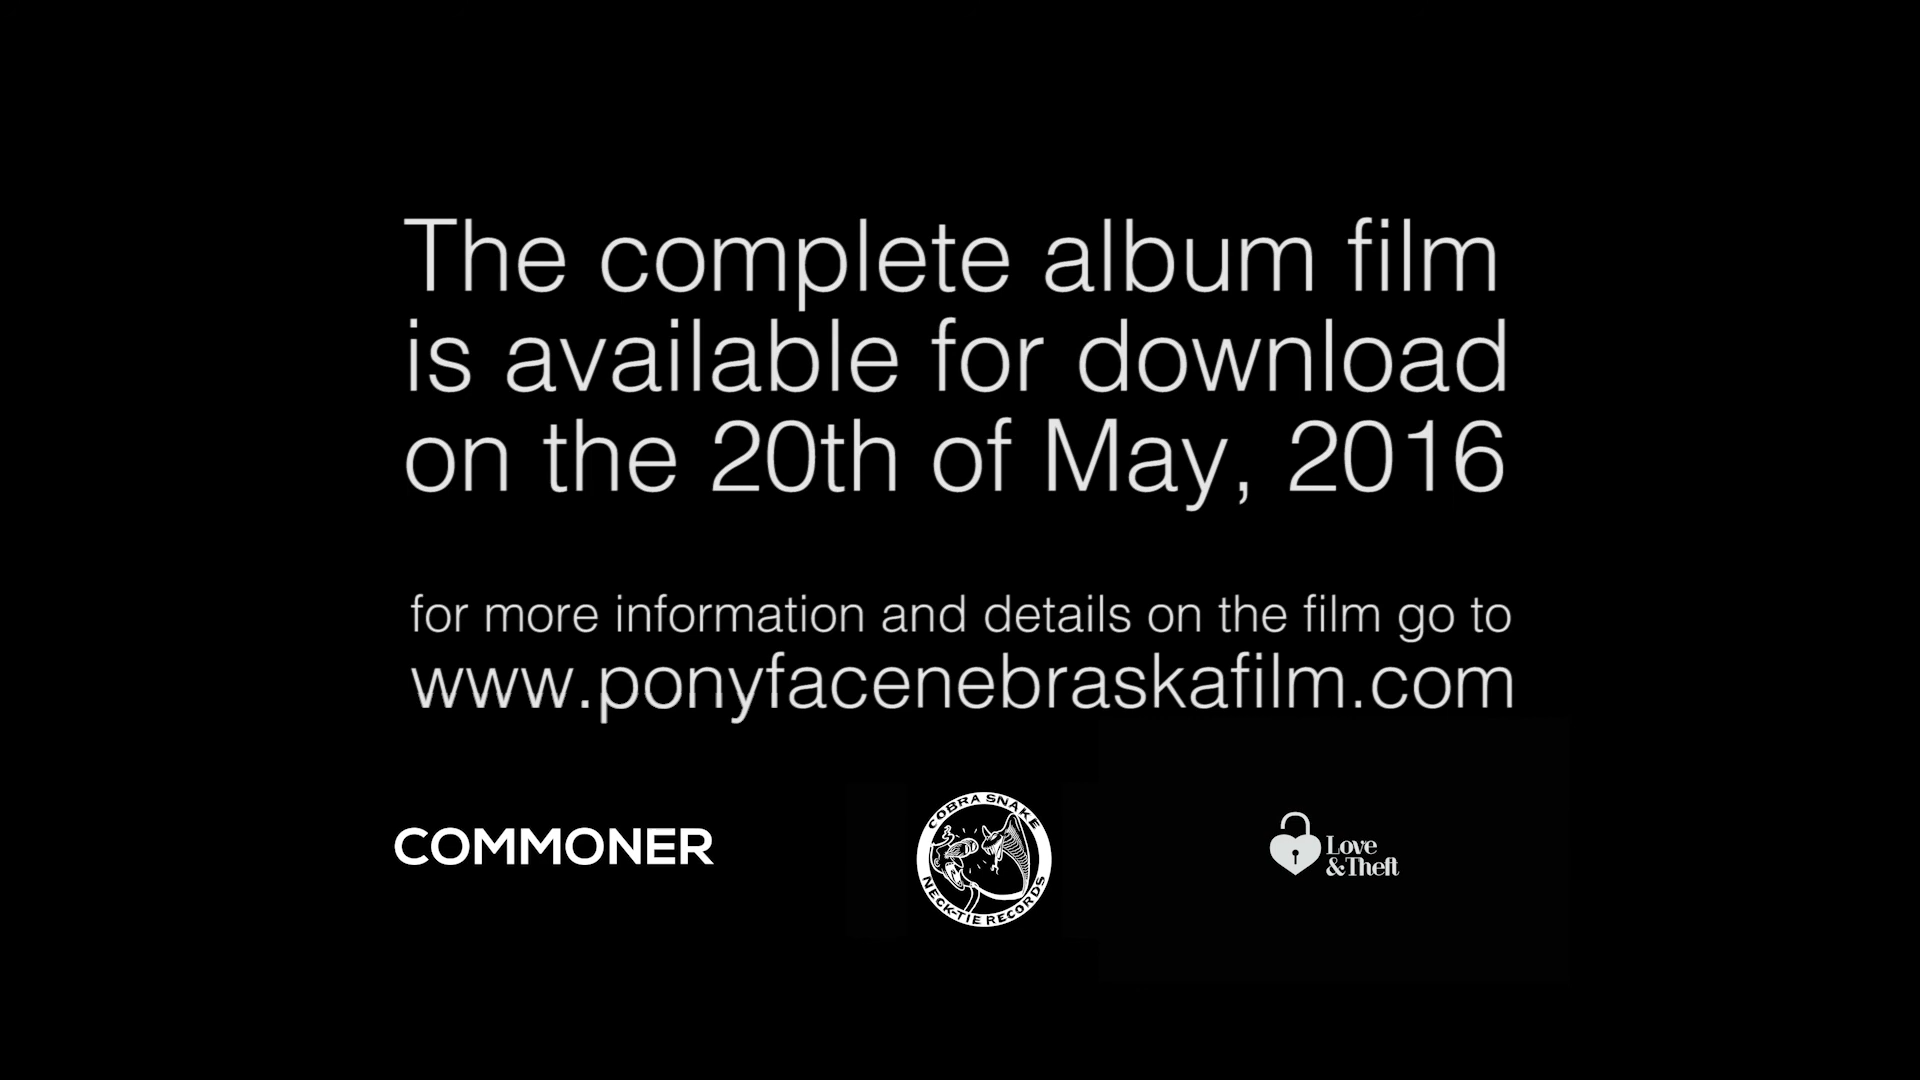 The complete album film
is available for download
on the 20th of May, 2016
for more information and details on the film go to
www.ponyfacenebraskafilm.com
COMMONER
COBRA SNAKE
NECK-TIE RECORDS
Love
&Theft